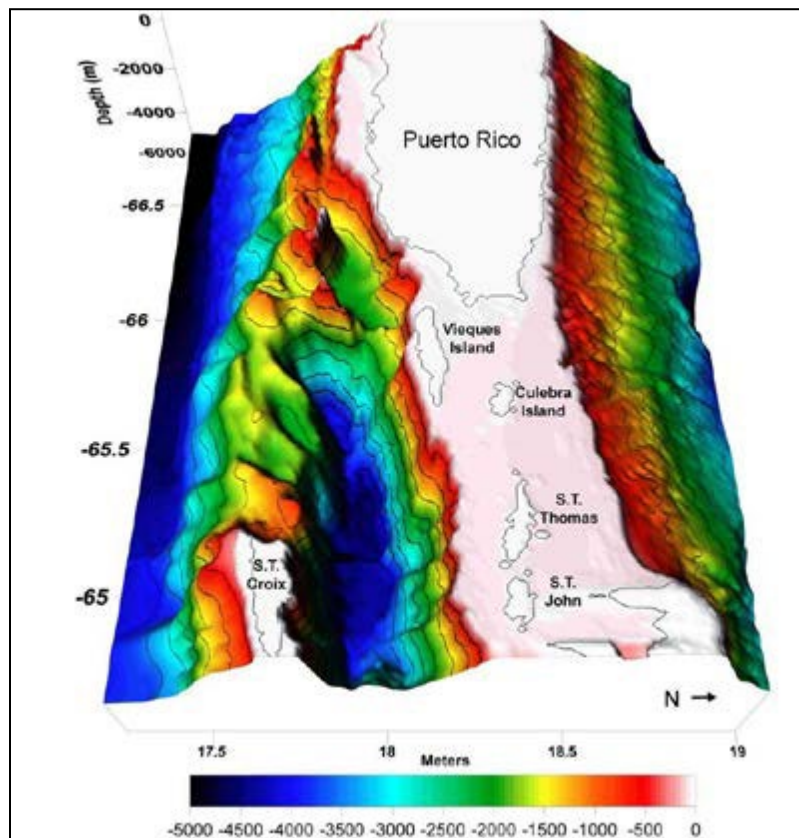 0
-2000
-4000
-6000
Depth (m)
-66.5
-66
-65.5
-65
Puerto Rico
Vieques
Island
Culebra
Island
S.T.
Thomas
S.T.
Croix
S.T.
John
N
17.5
18
18.5
19
Meters
-5000 -4500 -4000 -3500 -3000 -2500 -2000 -1500 -1000 -500 0